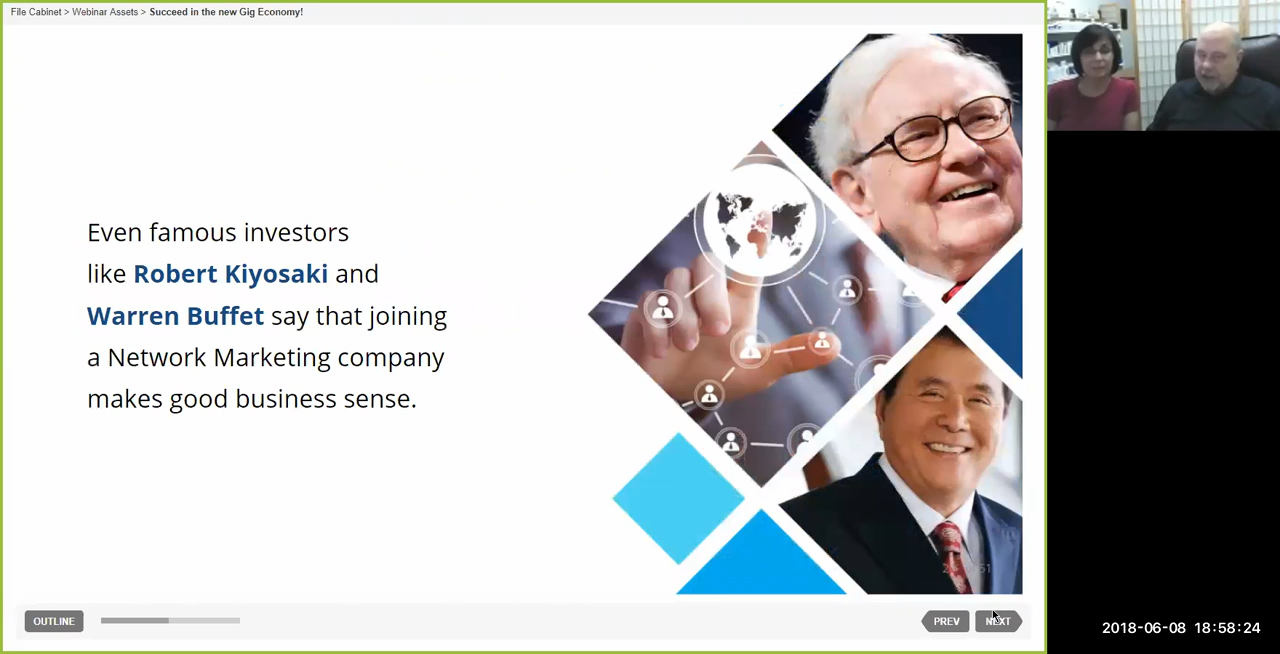 File Cabinet > Webinar Assets > Succeed in the new Gig Economy!
Even famous investors
like Robert Kiyosaki and
Warren Buffet say that joining
a Network Marketing company
makes good business sense.
OUTLINE
PREV
NEXT
2018-06-08 18:58:24